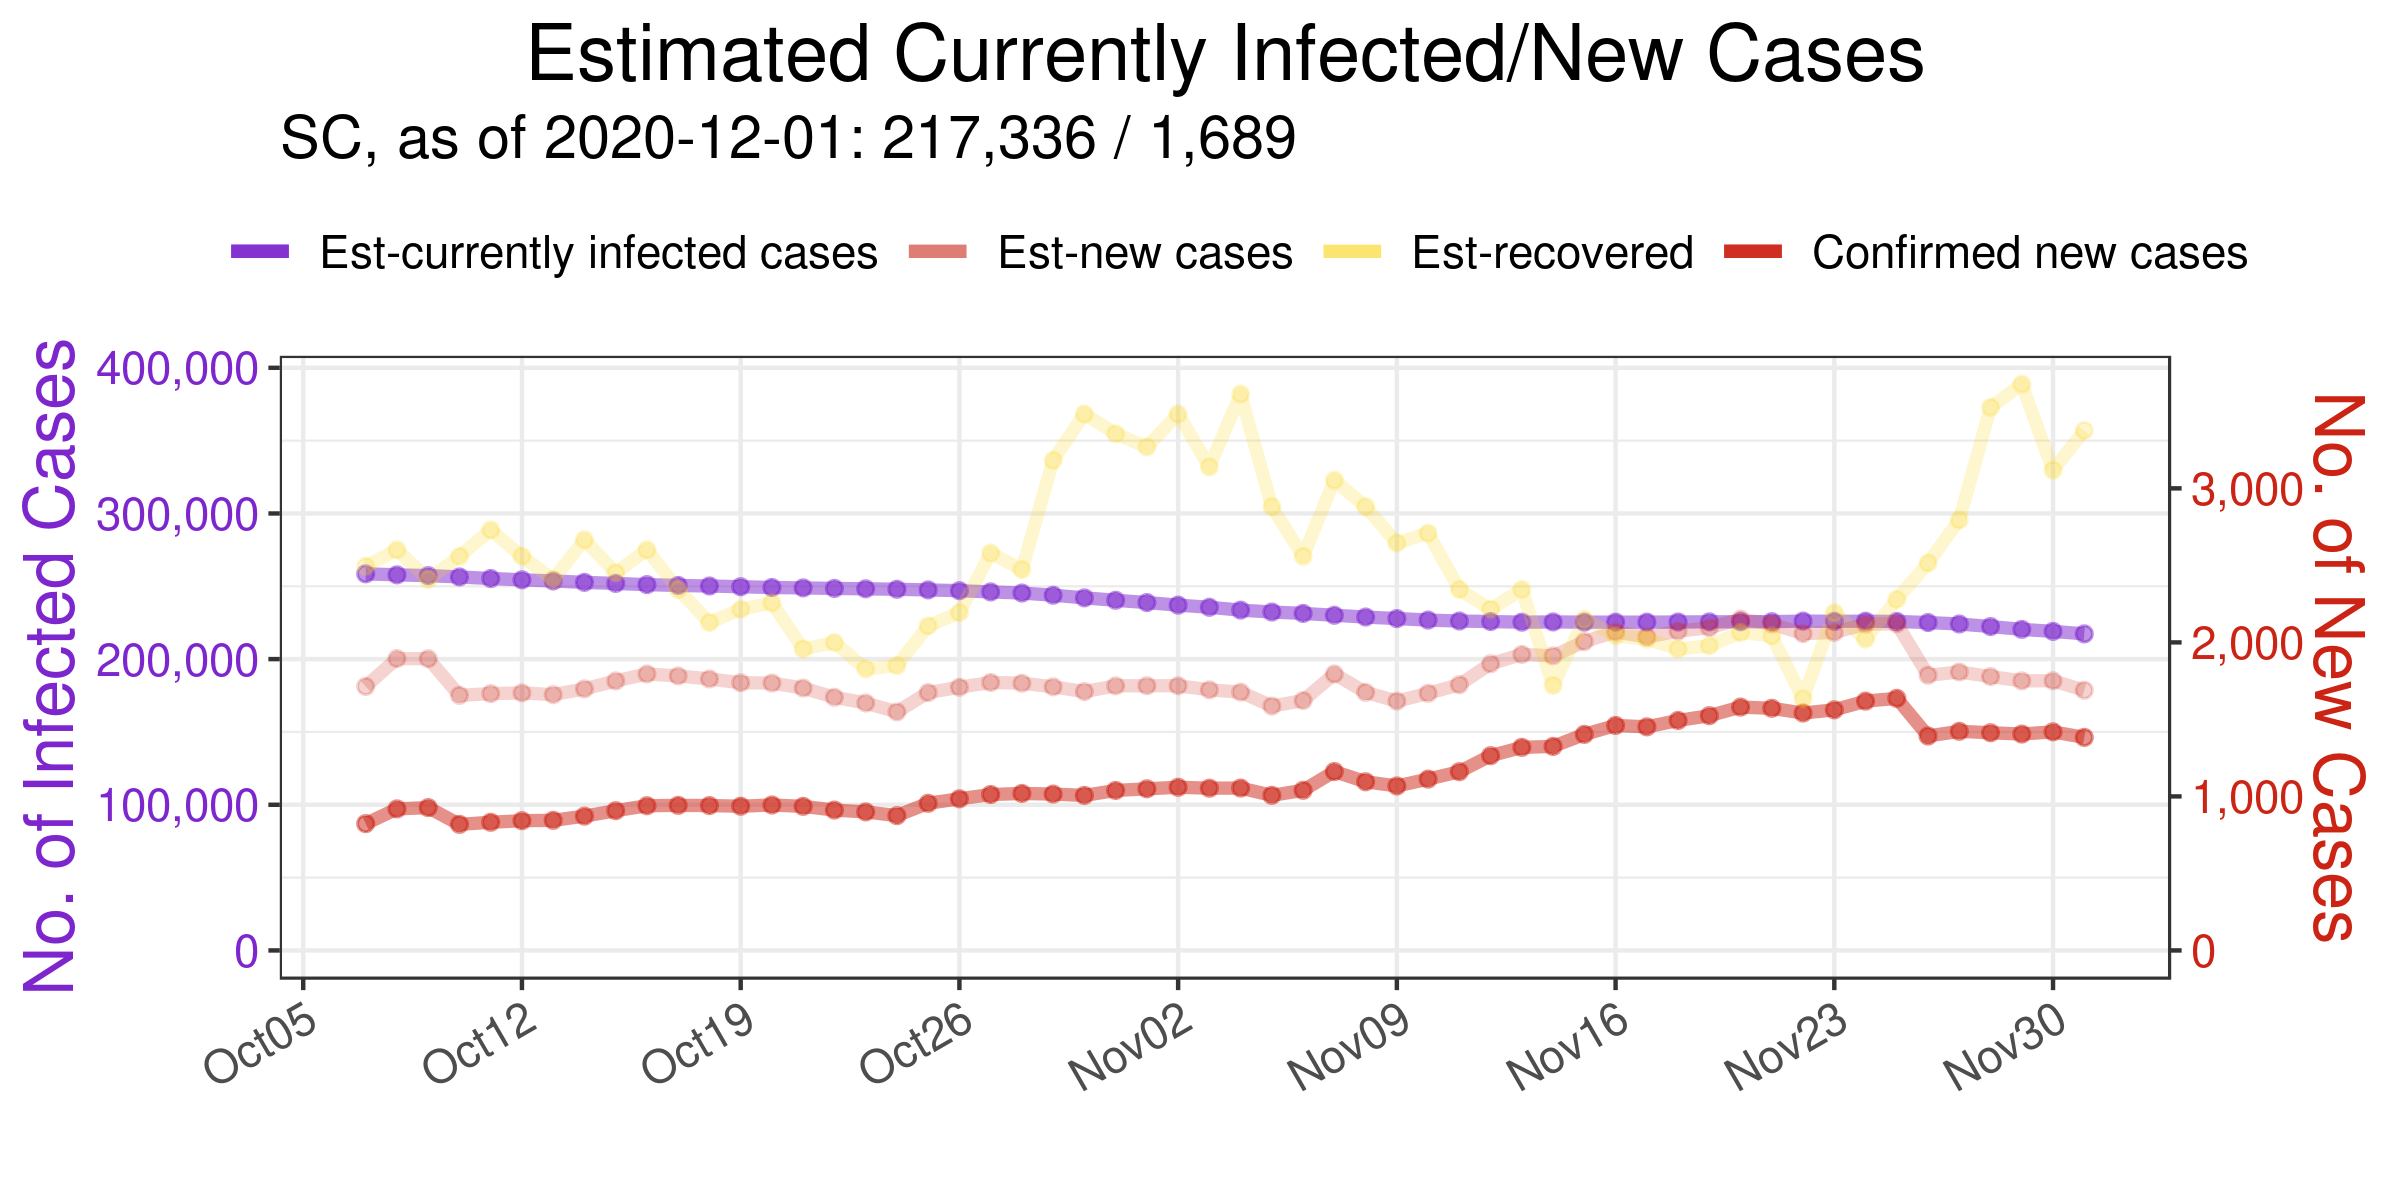 Estimated Currently Infected/New Cases
SC, as of 2020-12-01: 217,336 / 1,689
Est-currently infected cases Est-new cases Est-recovered Confirmed new cases
No. of Infected Cases
400,000
300,000
200,000
100,000
0
3,000
2,000
1,000
0
No. of New Cases
Oct05 Oct12 Oct19 Oct26 Nov02 Nov09 Nov16 Nov23 Nov30